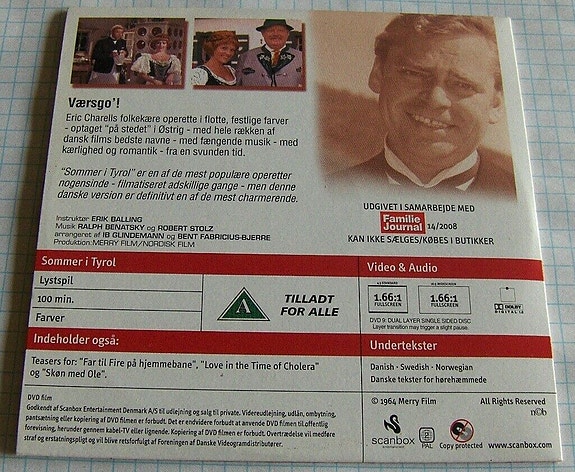 Værsgo'!
Eric Charells folkekære operette i flotte, festlige farver
- optaget "på stedet" i Østrig - med hele rækken af
dansk films bedste navne - med fængende musik - med
kærlighed og romantik - fra en svunden tid.
"Sommer i Tyrol" er en af de mest populære operetter
nogensinde - filmatiseret adskillige gange - men denne
danske version er definitivt en af de mest charmerende.
Instruktør ERIK BALLING
Musik RALPH BENATSKY og ROBERT STOLZ
arrangeret af IB GLINDEMANN og BENT FABRICIUS-BJERRE
Produktion: MERRY FILM/NORDISK FILM
UDGIVET I SAMARBEJDE MED
Familie
Journal 14/2008
KAN IKKE SÆLGES/KØBES I BUTIKKER
Sommer i Tyrol
Lystspil
100 min.
Farver
A
TILLADT
FOR ALLE
Video & Audio
1.66:1
FULLSCREEN
1.66:1
FULLSCREEN
DOLBY
DIGITAL
DVD 9: DUAL LAYER SINGLE SIDED DISC
Layer transition may trigger a slight pause.
Indeholder også:
Teasers for: "Far til Fire på hjemmebane", "Love in the Time of Cholera"
og "Skøn med Ole".
Undertekster
Danish · Swedish · Norwegian
Danske tekster for hørehæmmede
DVD film
Godkendt af Scanbox Entertainment Denmark A/S til udlejning og salg til private. Videreudlejning, udlån, ombytning,
pantsætning eller kopiering af DVD filmen er forbudt. Det er endvidere forbudt at anvende DVD filmen til offentlig
forevisning, herunder gennem kabel-TV eller lignende. Kopiering af DVD filmen er forbudt. Overtrædelse vil medføre
straf og erstatningspligt og vil blive retsforfulgt af Foreningen af Danske Videogramdistributører.
© 1964 Merry Film
All Rights Reserved
ncb
scanbox
2
PAL
Copy protected
www.scanbox.com